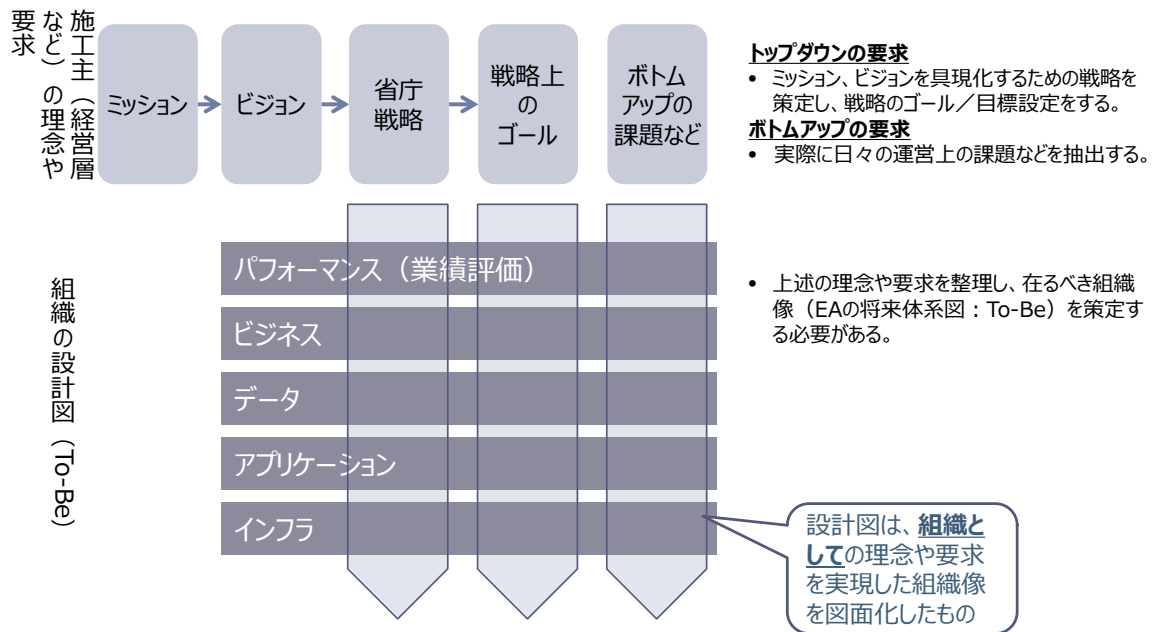 施工主（経営層
など）の理念や
要求
ミッション
ビジョン
省庁
戦略
戦略上
の
ゴール
ボトム
アップの
課題など
トップダウンの要求
• ミッション、ビジョンを具現化するための戦略を
策定し、戦略のゴール／目標設定をする。
ボトムアップの要求
• 実際に日々の運営上の課題などを抽出する。
組織の設計図（To-Be）
パフォーマンス（業績評価）
ビジネス
データ
アプリケーション
インフラ
• 上述の理念や要求を整理し、在るべき組織
像（EAの将来体系図：To-Be）を策定す
る必要がある。
設計図は、組織と
しての理念や要求
を実現した組織像
を図面化したもの